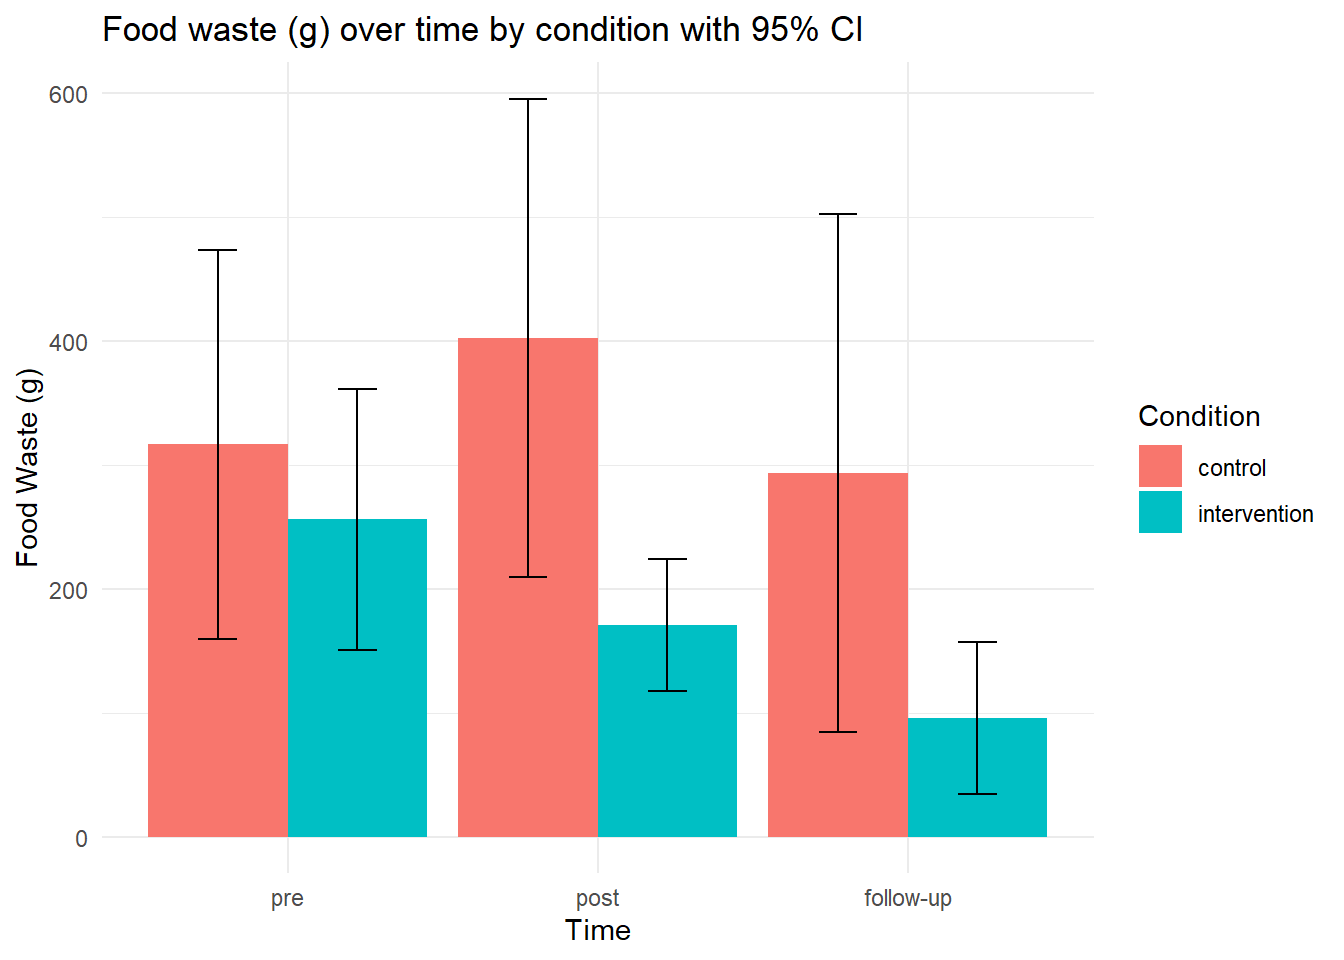 Food waste (g) over time by condition with 95% CI
600
400
200
0
Food Waste (g)
pre
post
follow-up
Time
Condition
control
intervention